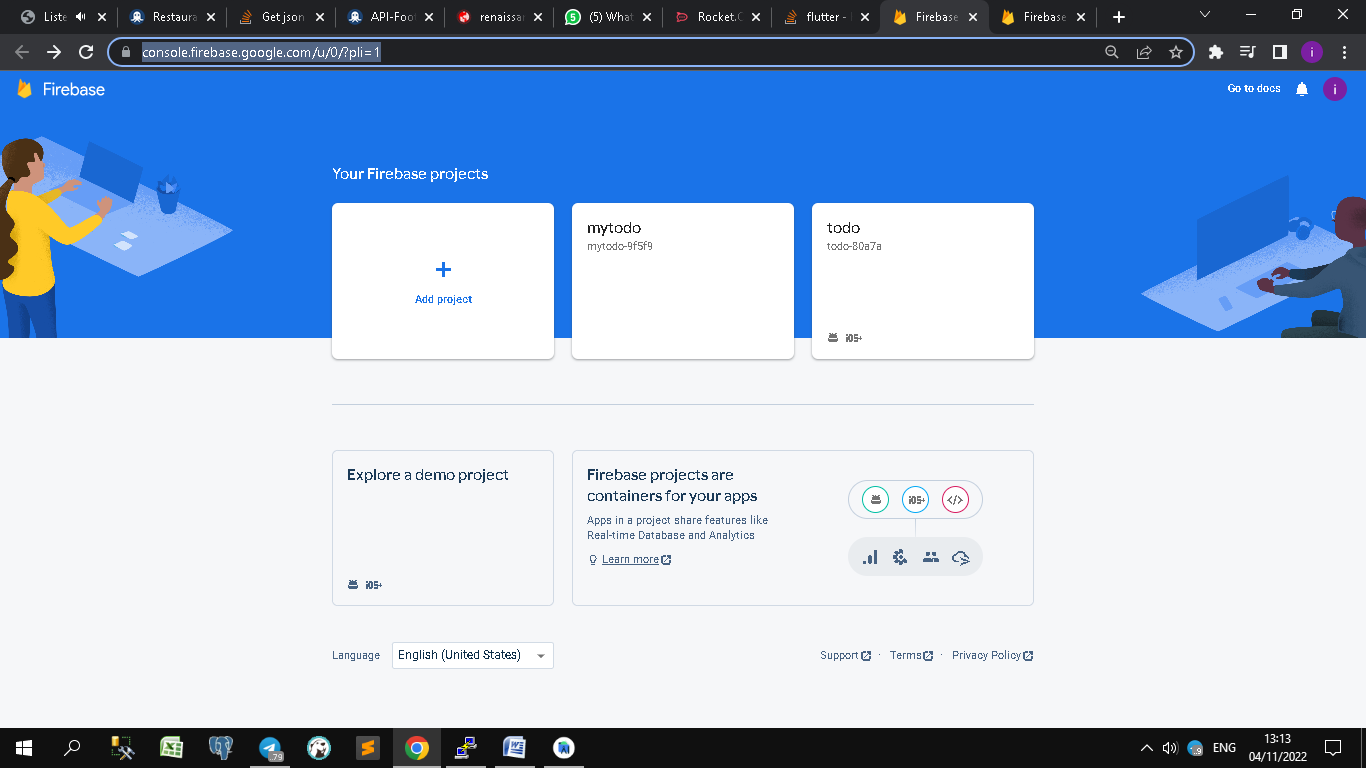 Liste
Restaura
Get json
API-Foot
renaissan
(5) What
Rocket.C
flutter -
Firebase
Firebase
console.firebase.google.com/u/0/?pli=1
i
Firebase
Go to docs
i
Your Firebase projects
Add project
mytodo
mytodo-9f5f9
todo
todo-80a7a
iOS+
Explore a demo project
iOS+
Firebase projects are
containers for your apps
Apps in a project share features like
Real-time Database and Analytics
Learn more
iOS+
Language
English (United States)
Support · Terms · Privacy Policy
79
ENG
13:13
04/11/2022